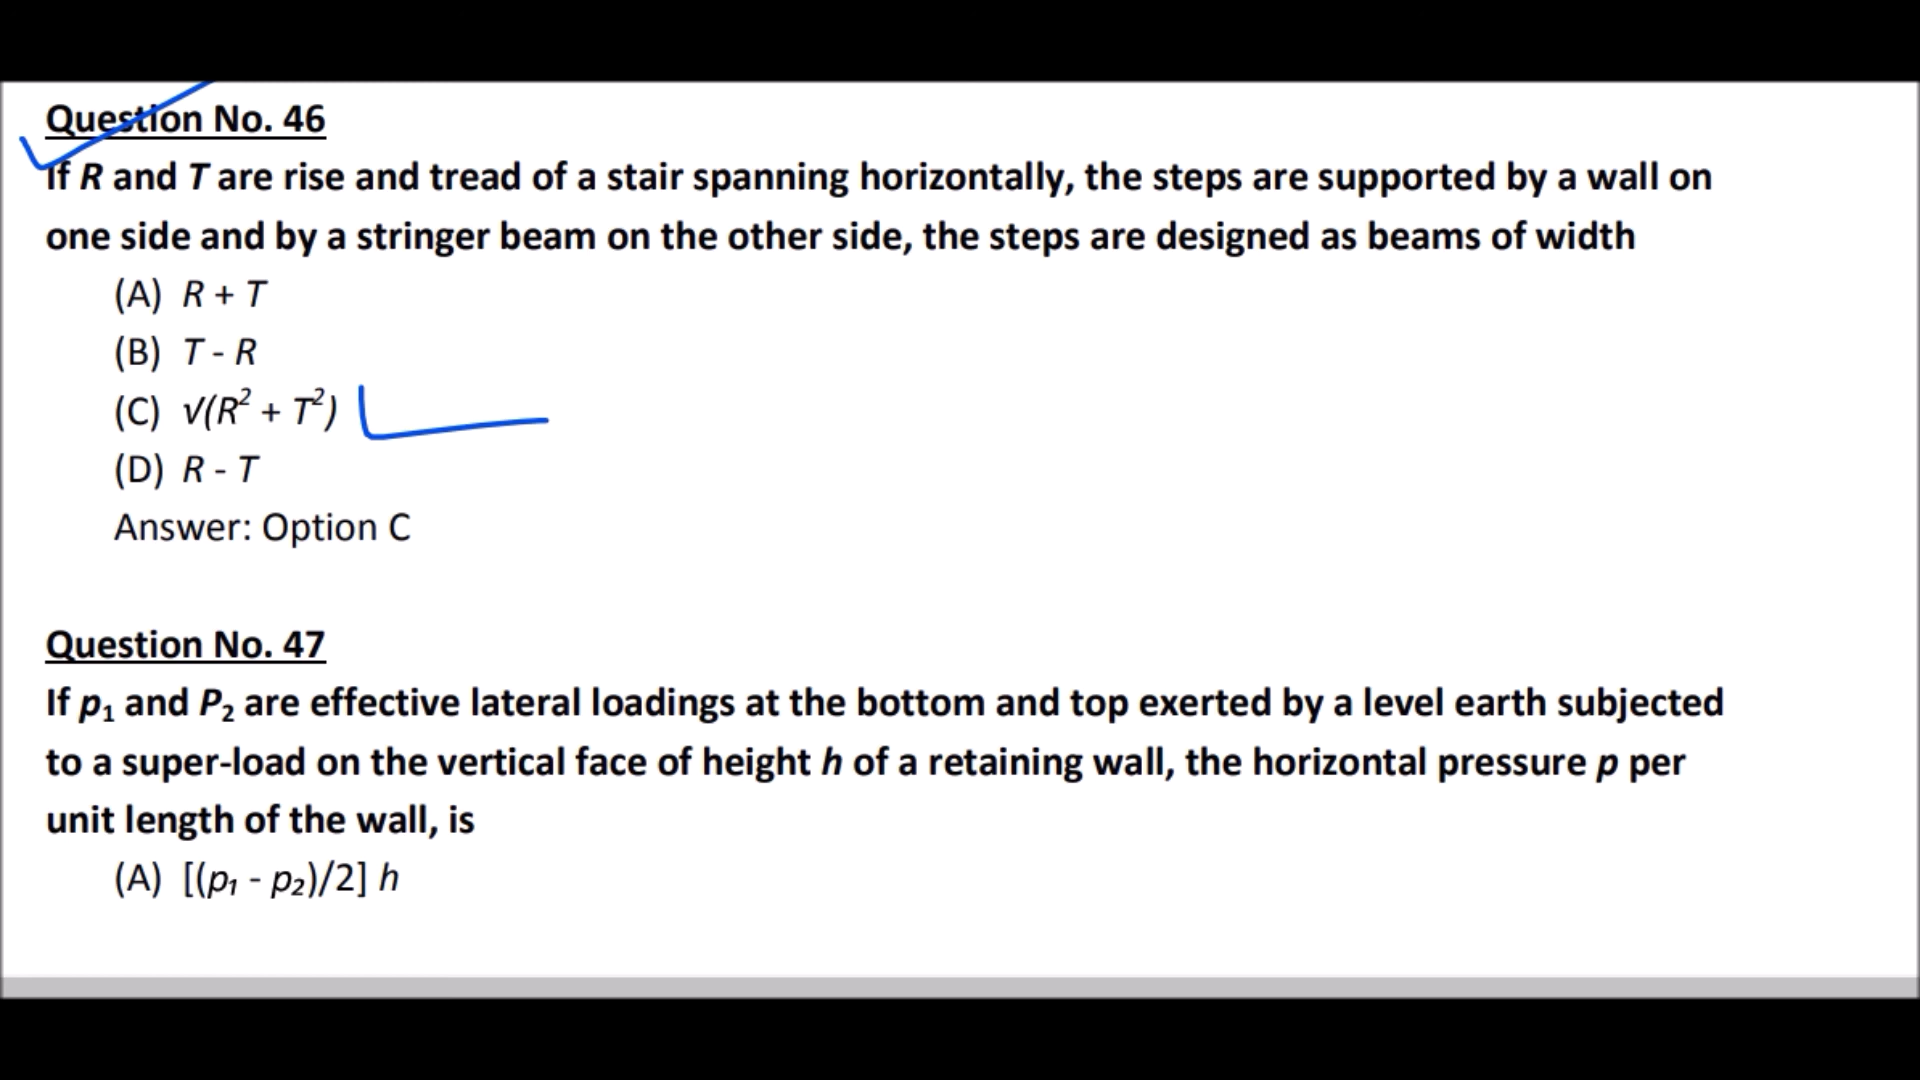 Question No. 46
If R and T are rise and tread of a stair spanning horizontally, the steps are supported by a wall on
one side and by a stringer beam on the other side, the steps are designed as beams of width
(A) R + T
(B) T - R
(C) √(R² + T²)
(D) R - T
Answer: Option C
Question No. 47
If p₁ and P₂ are effective lateral loadings at the bottom and top exerted by a level earth subjected
to a super-load on the vertical face of height h of a retaining wall, the horizontal pressure p per
unit length of the wall, is
(A) [(p₁ - p₂)/2] h